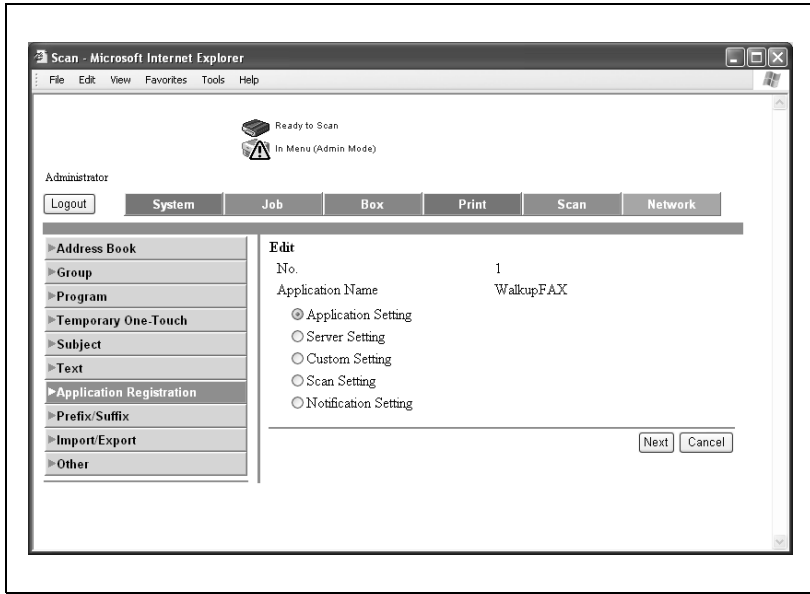 Scan - Microsoft Internet Explorer
File Edit View Favorites Tools Help
Ready to Scan
In Menu (Admin Mode)
Administrator
Logout System Job Box Print Scan Network
Address Book
Group
Program
Temporary One-Touch
Subject
Text
Application Registration
Prefix/Suffix
Import/Export
Other
Edit
No. 1
Application Name WalkupFAX
Application Setting
Server Setting
Custom Setting
Scan Setting
Notification Setting
Next Cancel